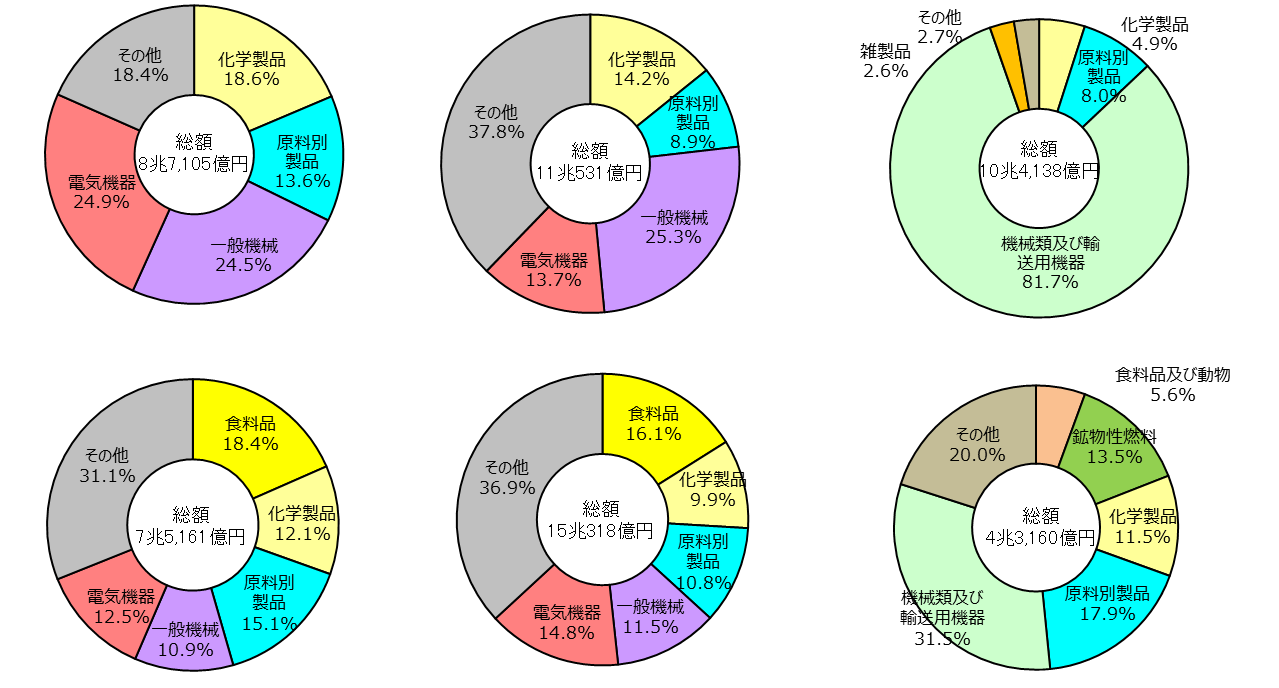 その他
18.4%
化学製品
18.6%
原料別
製品
13.6%
一般機械
24.5%
電気機器
24.9%
総額
8兆7,105億円
その他
37.8%
化学製品
14.2%
原料別
製品
8.9%
一般機械
25.3%
電気機器
13.7%
総額
11兆531億円
その他
2.7%
雑製品
2.6%
化学製品
4.9%
原料別
製品
8.0%
機械類及び輸
送用機器
81.7%
総額
10兆4,138億円
その他
31.1%
食料品
18.4%
化学製品
12.1%
原料別
製品
15.1%
一般機械
10.9%
電気機器
12.5%
総額
7兆5,161億円
その他
36.9%
食料品
16.1%
化学製品
9.9%
原料別
製品
10.8%
一般機械
11.5%
電気機器
14.8%
総額
15兆318億円
食料品及び動物
5.6%
その他
20.0%
鉱物性燃料
13.5%
化学製品
11.5%
原料別製品
17.9%
機械類及び
輸送用機器
31.5%
総額
4兆3,160億円